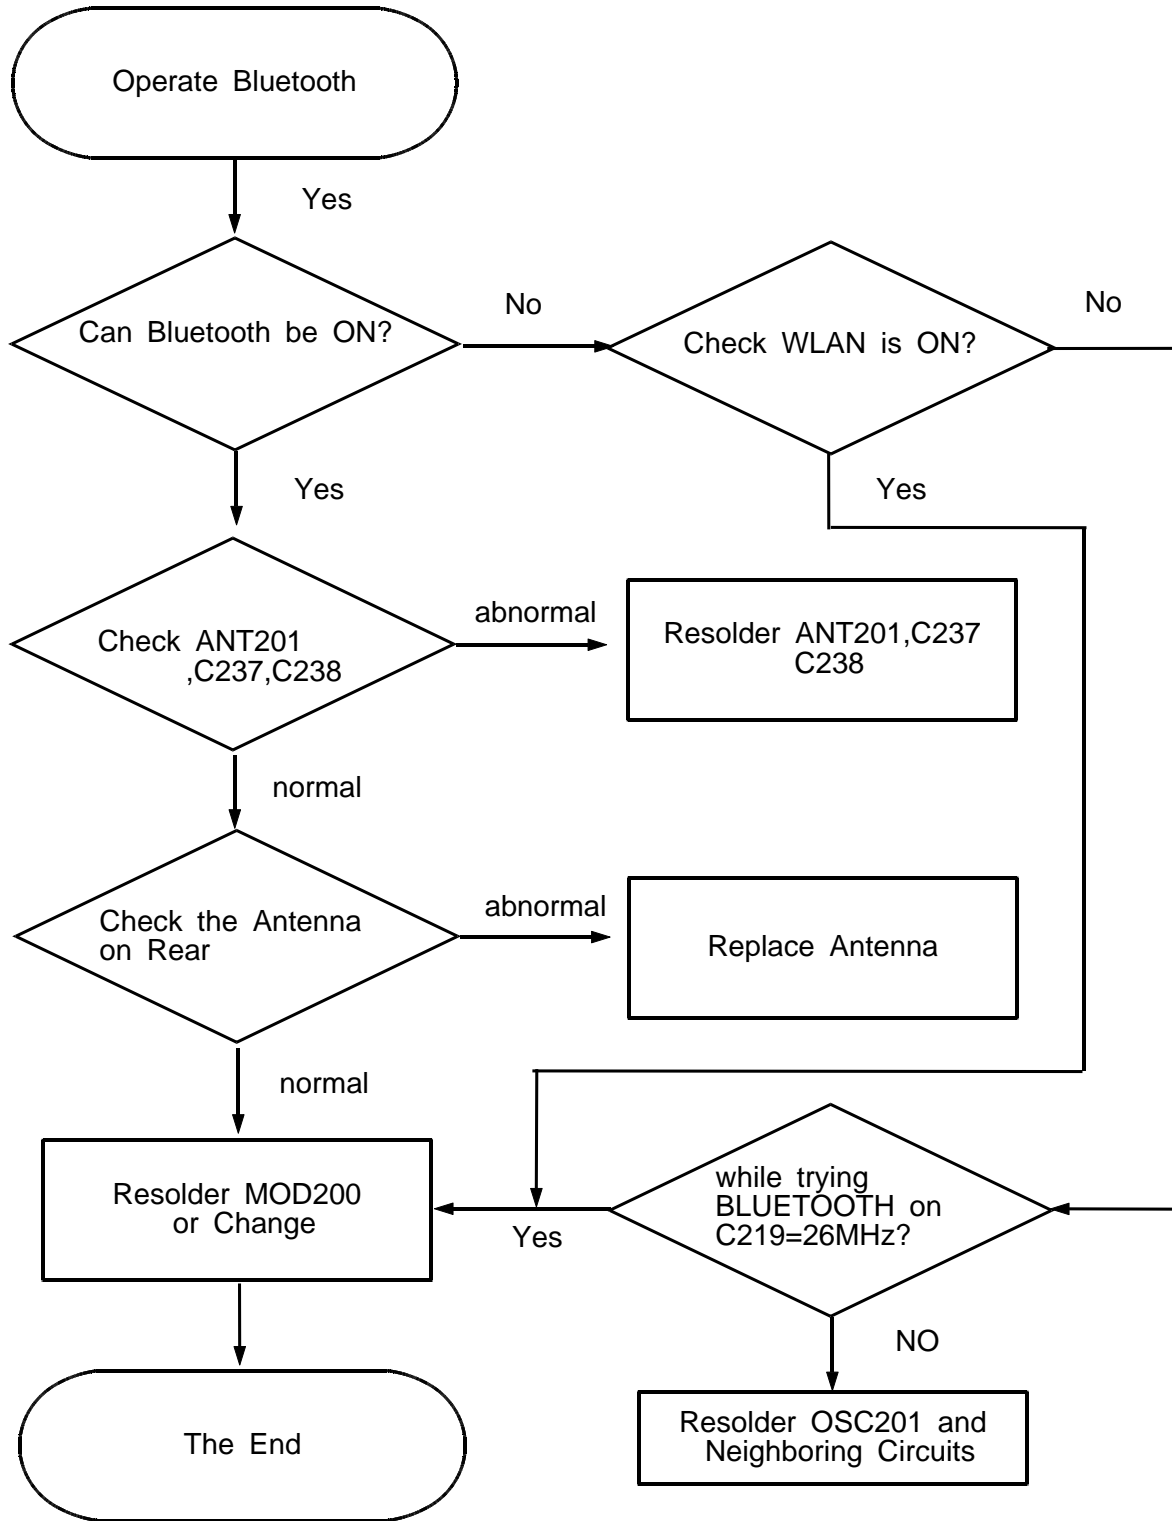 Operate Bluetooth
Yes
Can Bluetooth be ON?
No
Check WLAN is ON?
No
Yes
Yes
Check ANT201
,C237,C238
abnormal
Resolder ANT201,C237
C238
normal
Check the Antenna
on Rear
abnormal
Replace Antenna
normal
Resolder MOD200
or Change
Yes
while trying
BLUETOOTH on
C219=26MHz?
NO
The End
Resolder OSC201 and
Neighboring Circuits